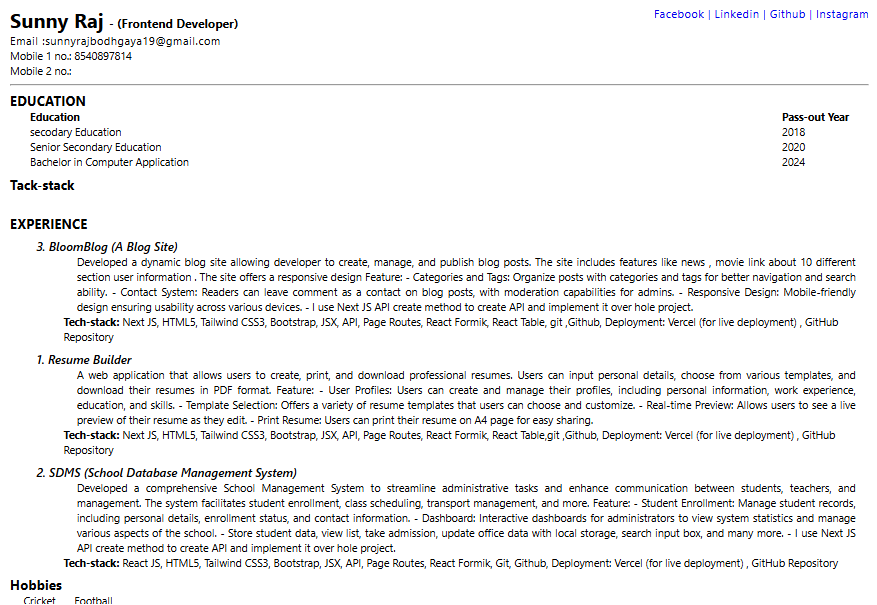 Sunny Raj - (Frontend Developer)
Facebook | Linkedin | Github | Instagram
Email :sunnyrajbodhgaya19@gmail.com
Mobile 1 no.: 8540897814
Mobile 2 no.:
EDUCATION
Education Pass-out Year
secodary Education 2018
Senior Secondary Education 2020
Bachelor in Computer Application 2024
Tack-stack
EXPERIENCE
3. BloomBlog (A Blog Site)
Developed a dynamic blog site allowing developer to create, manage, and publish blog posts. The site includes features like news , movie link about 10 different
section user information . The site offers a responsive design Feature: - Categories and Tags: Organize posts with categories and tags for better navigation and search
ability. - Contact System: Readers can leave comment as a contact on blog posts, with moderation capabilities for admins. - Responsive Design: Mobile-friendly
design ensuring usability across various devices. - I use Next JS API create method to create API and implement it over hole project.
Tech-stack: Next JS, HTML5, Tailwind CSS3, Bootstrap, JSX, API, Page Routes, React Formik, React Table, git ,Github, Deployment: Vercel (for live deployment) , GitHub
Repository
1. Resume Builder
A web application that allows users to create, print, and download professional resumes. Users can input personal details, choose from various templates, and
download their resumes in PDF format. Feature: - User Profiles: Users can create and manage their profiles, including personal information, work experience,
education, and skills. - Template Selection: Offers a variety of resume templates that users can choose and customize. - Real-time Preview: Allows users to see a live
preview of their resume as they edit. - Print Resume: Users can print their resume on A4 page for easy sharing.
Tech-stack: Next JS, HTML5, Tailwind CSS3, Bootstrap, JSX, API, Page Routes, React Formik, React Table,git ,Github, Deployment: Vercel (for live deployment) , GitHub
Repository
2. SDMS (School Database Management System)
Developed a comprehensive School Management System to streamline administrative tasks and enhance communication between students, teachers, and
management. The system facilitates student enrollment, class scheduling, transport management, and more. Feature: - Student Enrollment: Manage student records,
including personal details, enrollment status, and contact information. - Dashboard: Interactive dashboards for administrators to view system statistics and manage
various aspects of the school. - Store student data, view list, take admission, update office data with local storage, search input box, and many more. - I use Next JS
API create method to create API and implement it over hole project.
Tech-stack: React JS, HTML5, Tailwind CSS3, Bootstrap, JSX, API, Page Routes, React Formik, Git, Github, Deployment: Vercel (for live deployment) , GitHub Repository
Hobbies
Cricket Football